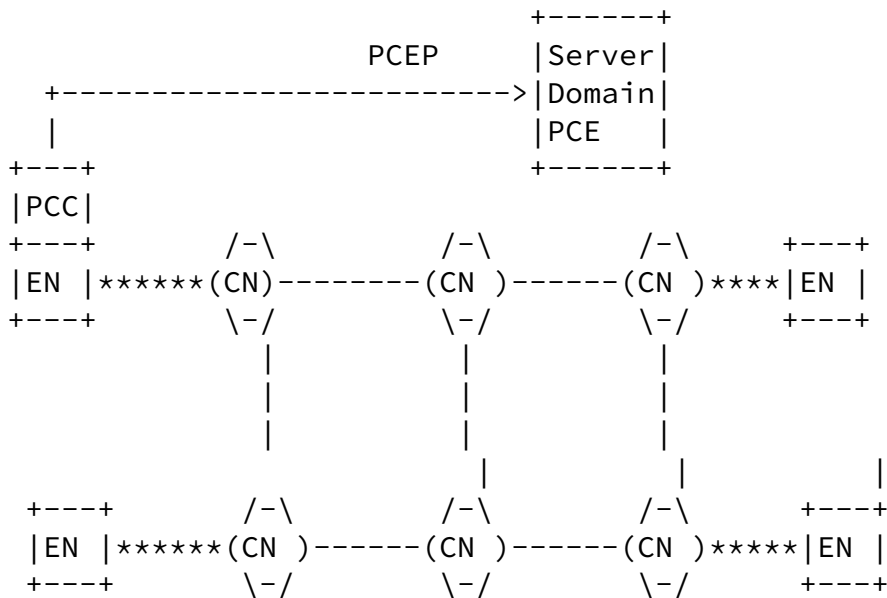 +------+
PCEP |Server|
+-------------------------->|Domain|
| |PCE |
+---+ +------+
|PCC|
+---+ /-\ /-\ /-\ +---+
|EN |******(CN)--------(CN )------(CN )****|EN |
+---+ \-/ \-/ \-/ +---+
| | |
| | |
| | |
| | |
+---+ /-\ /-\ /-\ +---+
|EN |******(CN )------(CN )------(CN )*****|EN |
+---+ \-/ \-/ \-/ +---+